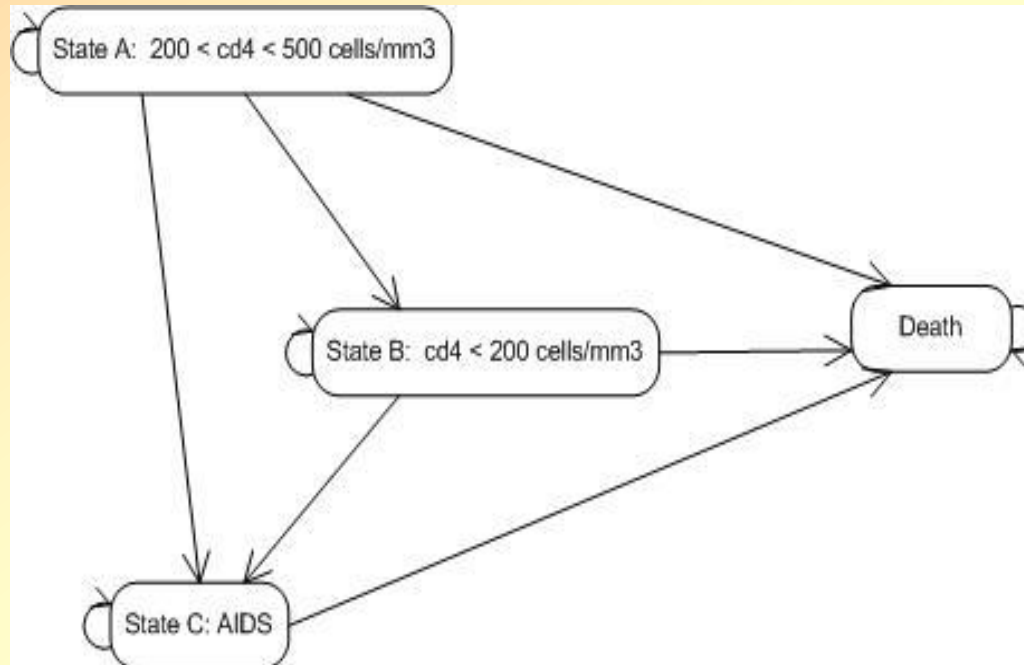 State A: 200 < cd4 < 500 cells/mm3
State B: cd4 < 200 cells/mm3
Death
State C: AIDS